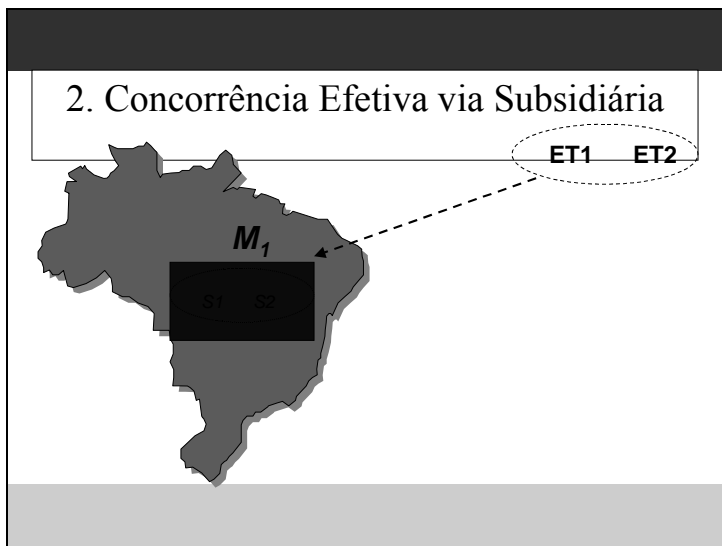 2. Concorrência Efetiva via Subsidiária
ET1 ET2
M₁
S1 S2